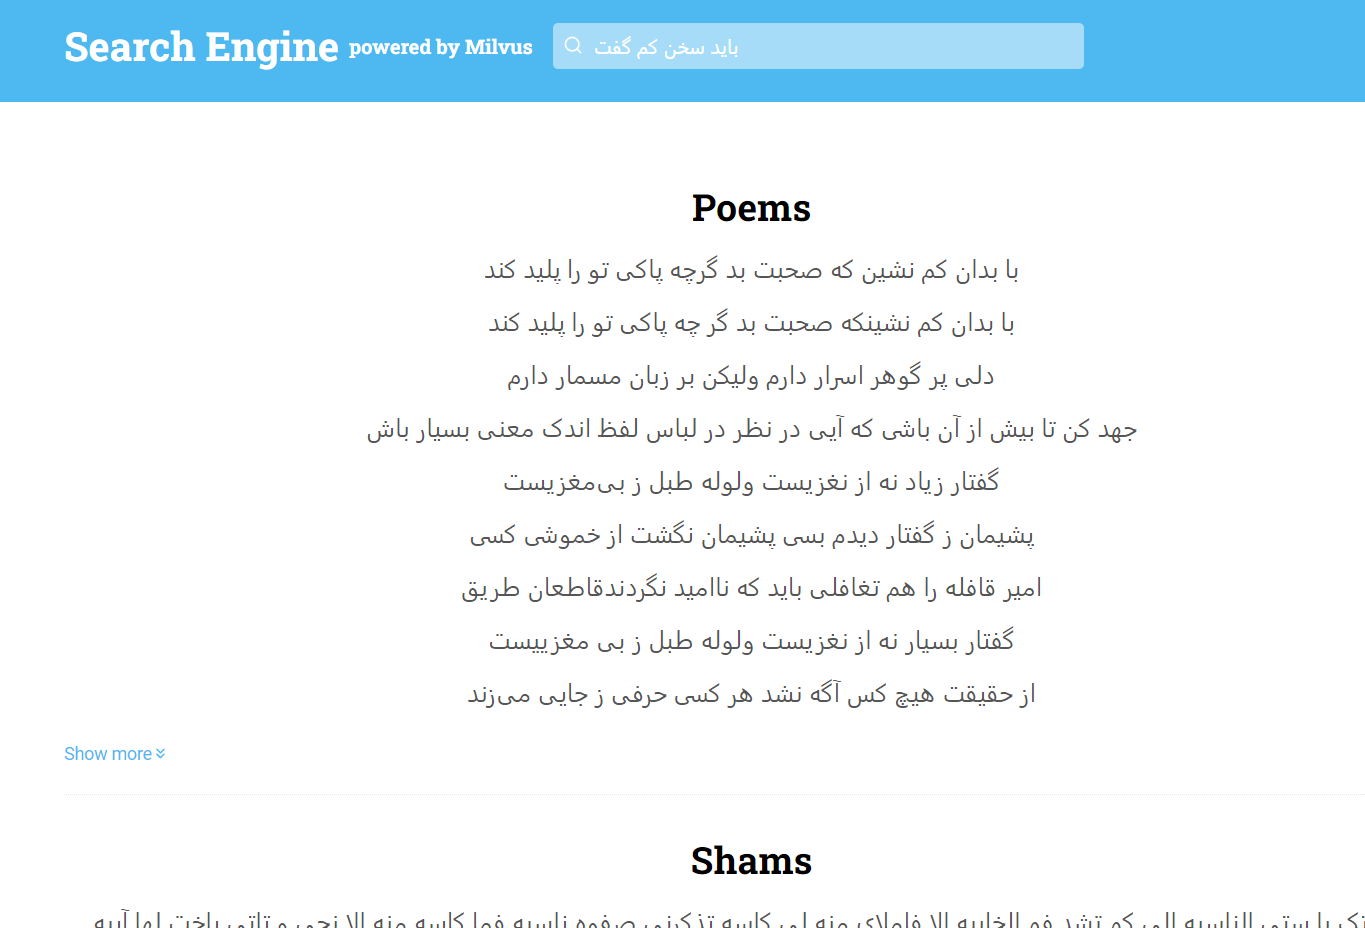 Search Engine powered by Milvus
باید سخن کم گفت
Poems
با بدان کم نشین که صحبت بد گرچه پاکی تو را پلید کند
با بدان کم نشینکه صحبت بد گر چه پاکی تو را پلید کند
دلی پر گوهر اسرار دارم ولیکن بر زبان مسمار دارم
جهد کن تا بیش از آن باشی که آیی در نظر در لباس لفظ اندک معنی بسیار باش
گفتار زیاد نه از نغزیست ولوله طبل ز بی‌مغزیست
پشیمان ز گفتار دیدم بسی پشیمان نگشت از خموشی کسی
امیر قافله را هم تغافلی باید که ناامید نگردندقاطعان طریق
گفتار بسیار نه از نغزیست ولوله طبل ز بی مغزییست
از حقیقت هیچ کس آگه نشد هر کسی حرفی ز جایی می‌زند
Show more
Shams